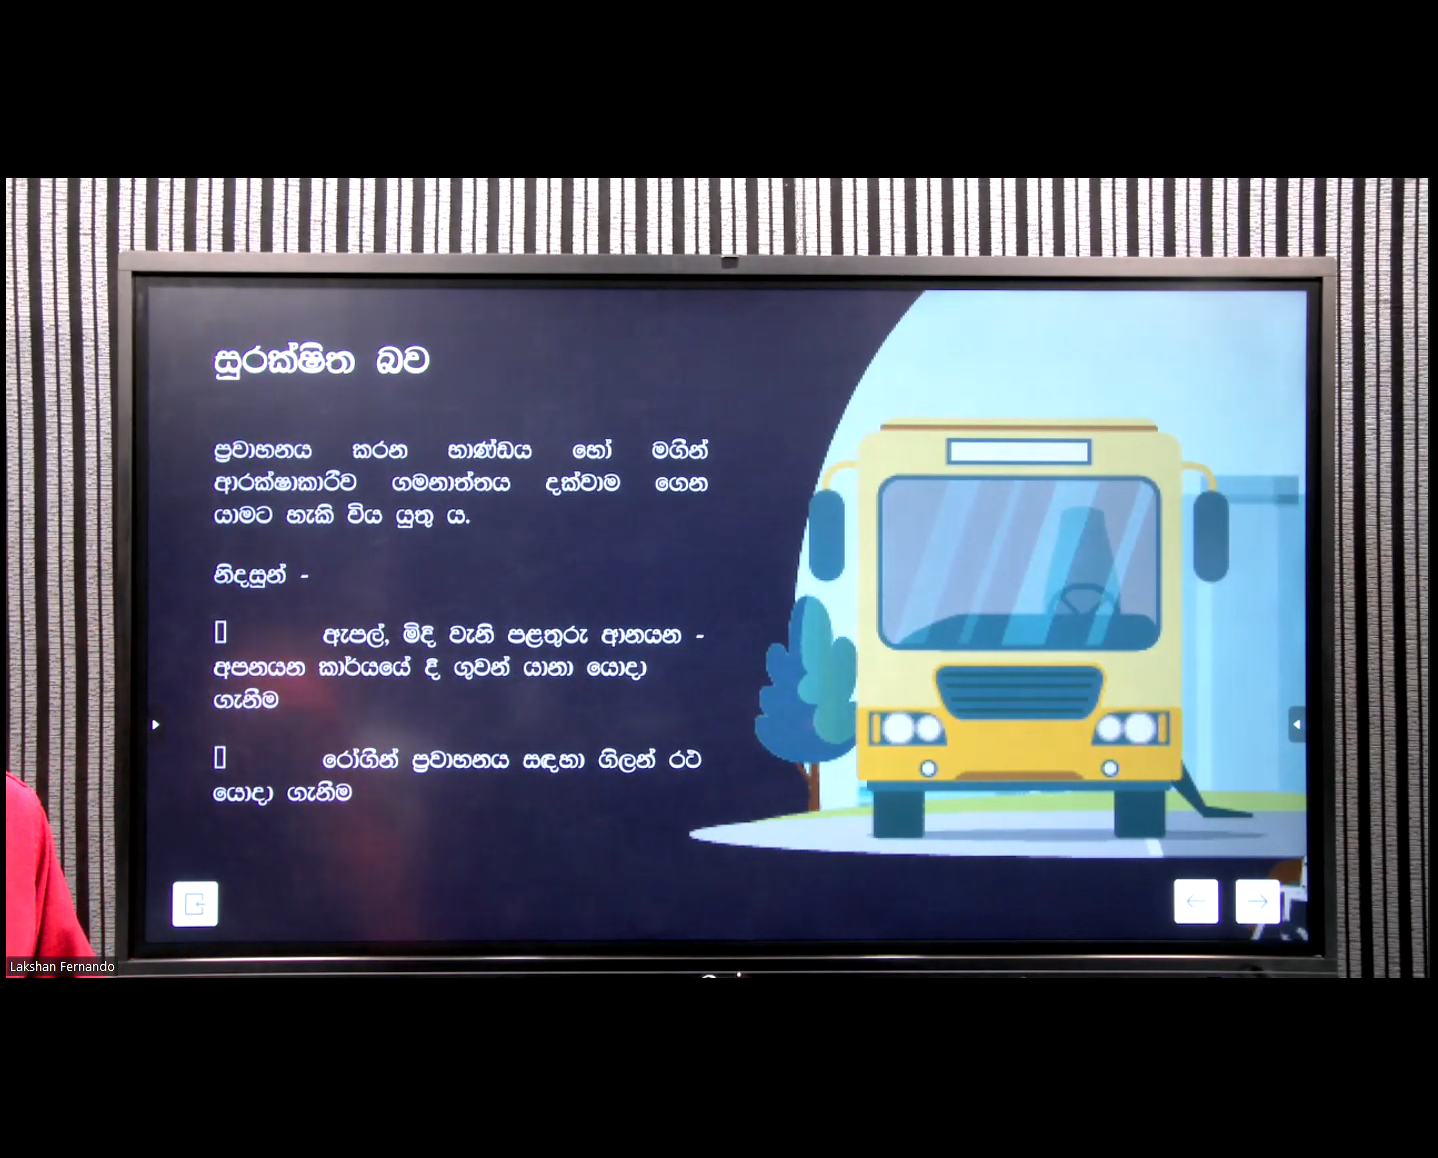 සුරක්ෂිත බව
ප්‍රවාහනය කරන භාණ්ඩය හෝ මගින්
ආරක්ෂාකාරීව ගමනාන්තය දක්වාම ගෙන
යාමට හැකි විය යුතු ය.
නිදසුන් -
ඇපල්, මිදි වැනි පළතුරු ආනයන -
අපනයන කාර්යයේ දී ගුවන් යානා යොදා
ගැනීම
රෝගීන් ප්‍රවාහනය සඳහා ගිලන් රථ
යොදා ගැනීම
Lakshan Fernando